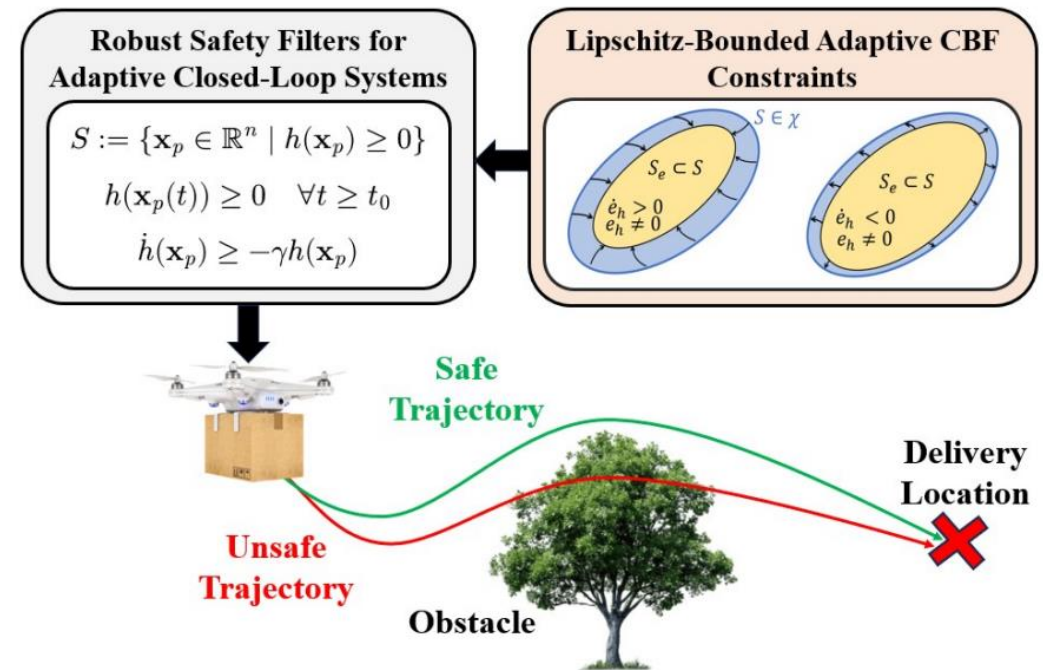 Robust Safety Filters for
Adaptive Closed-Loop Systems
S := {x_p ∈ ℝ^n | h(x_p) ≥ 0}
h(x_p(t)) ≥ 0 ∀t ≥ t_0
ḣ(x_p) ≥ −γh(x_p)
Lipschitz-Bounded Adaptive CBF
Constraints
S ∈ χ
S_e ⊂ S
ė_h > 0
e_h ≠ 0
S_e ⊂ S
ė_h < 0
e_h ≠ 0
Safe
Trajectory
Unsafe
Trajectory
Obstacle
Delivery
Location